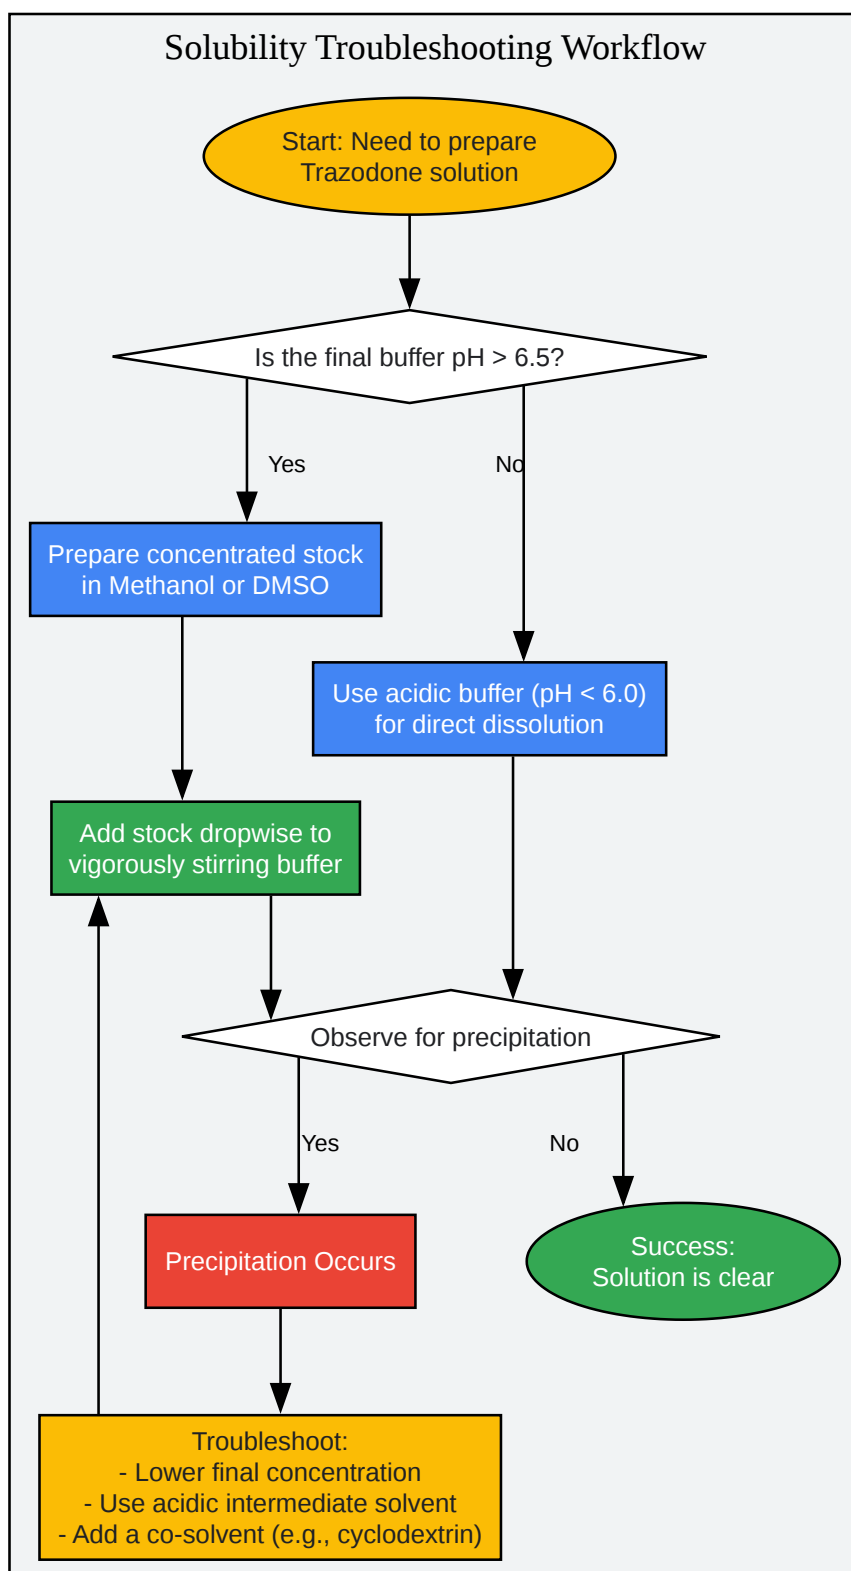 Solubility Troubleshooting Workflow
Start: Need to prepare
Trazodone solution
Is the final buffer pH > 6.5?
Yes
No
Prepare concentrated stock
in Methanol or DMSO
Use acidic buffer (pH < 6.0)
for direct dissolution
Add stock dropwise to
vigorously stirring buffer
Observe for precipitation
Yes
No
Precipitation Occurs
Success:
Solution is clear
Troubleshoot:
- Lower final concentration
- Use acidic intermediate solvent
- Add a co-solvent (e.g., cyclodextrin)